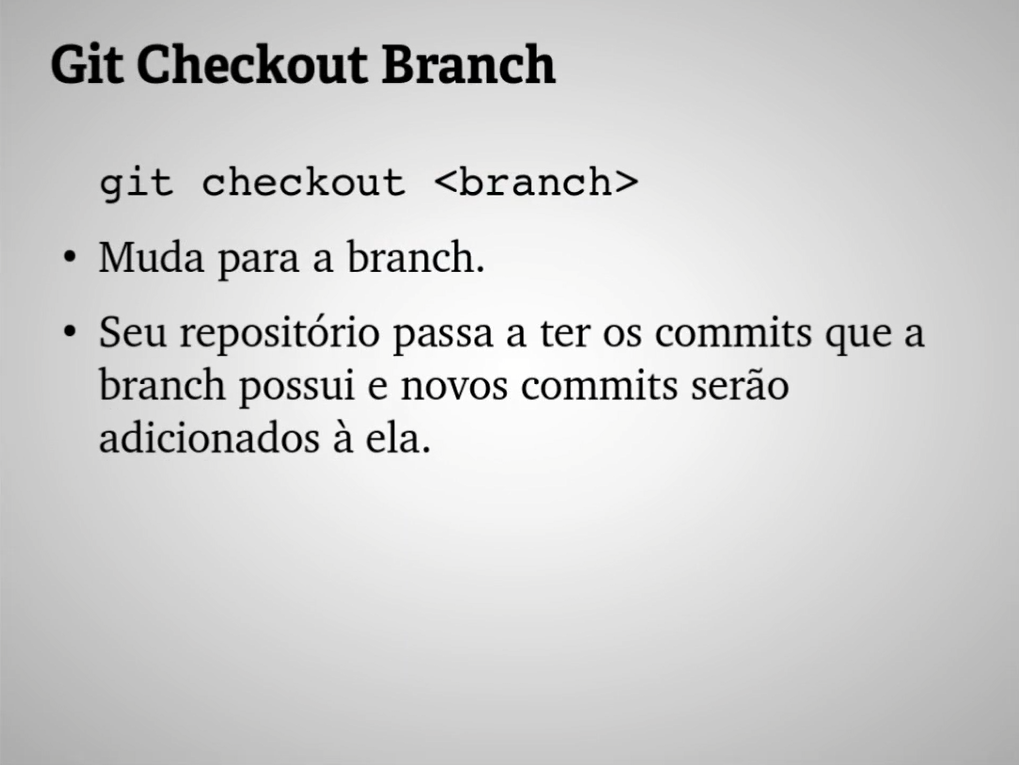 Git Checkout Branch
git checkout <branch>
• Muda para a branch.
• Seu repositório passa a ter os commits que a
branch possui e novos commits serão
adicionados à ela.